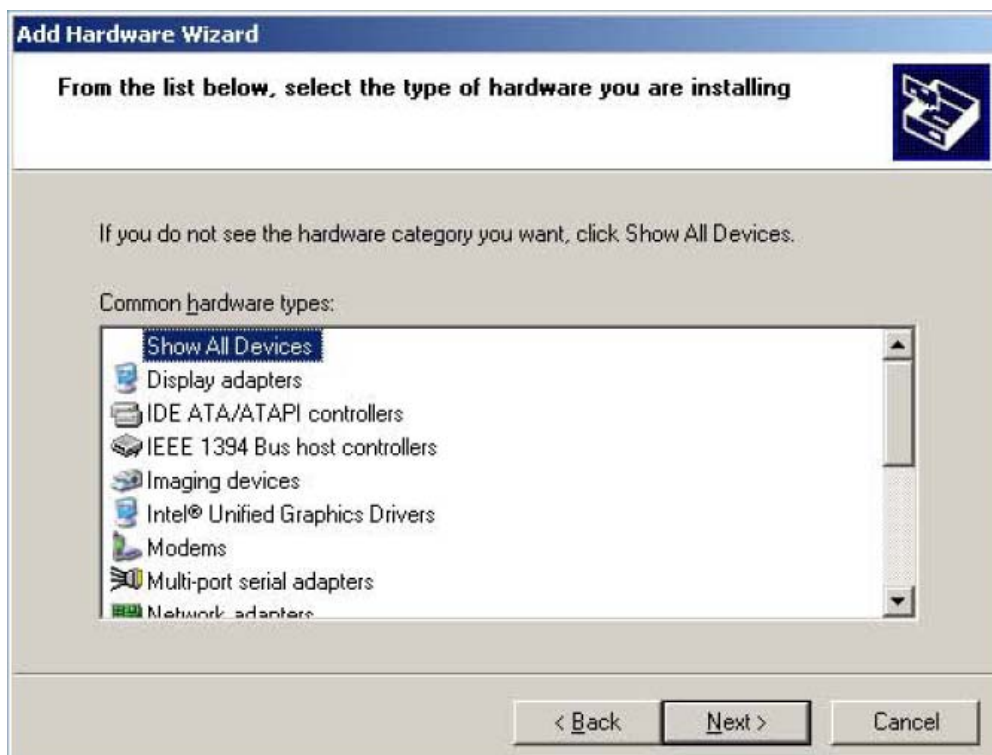 Add Hardware Wizard
From the list below, select the type of hardware you are installing
If you do not see the hardware category you want, click Show All Devices.
Common hardware types:
Show All Devices
Display adapters
IDE ATA/ATAPI controllers
IEEE 1394 Bus host controllers
Imaging devices
Intel® Unified Graphics Drivers
Modems
Multi-port serial adapters
Network adapters
< Back Next > Cancel